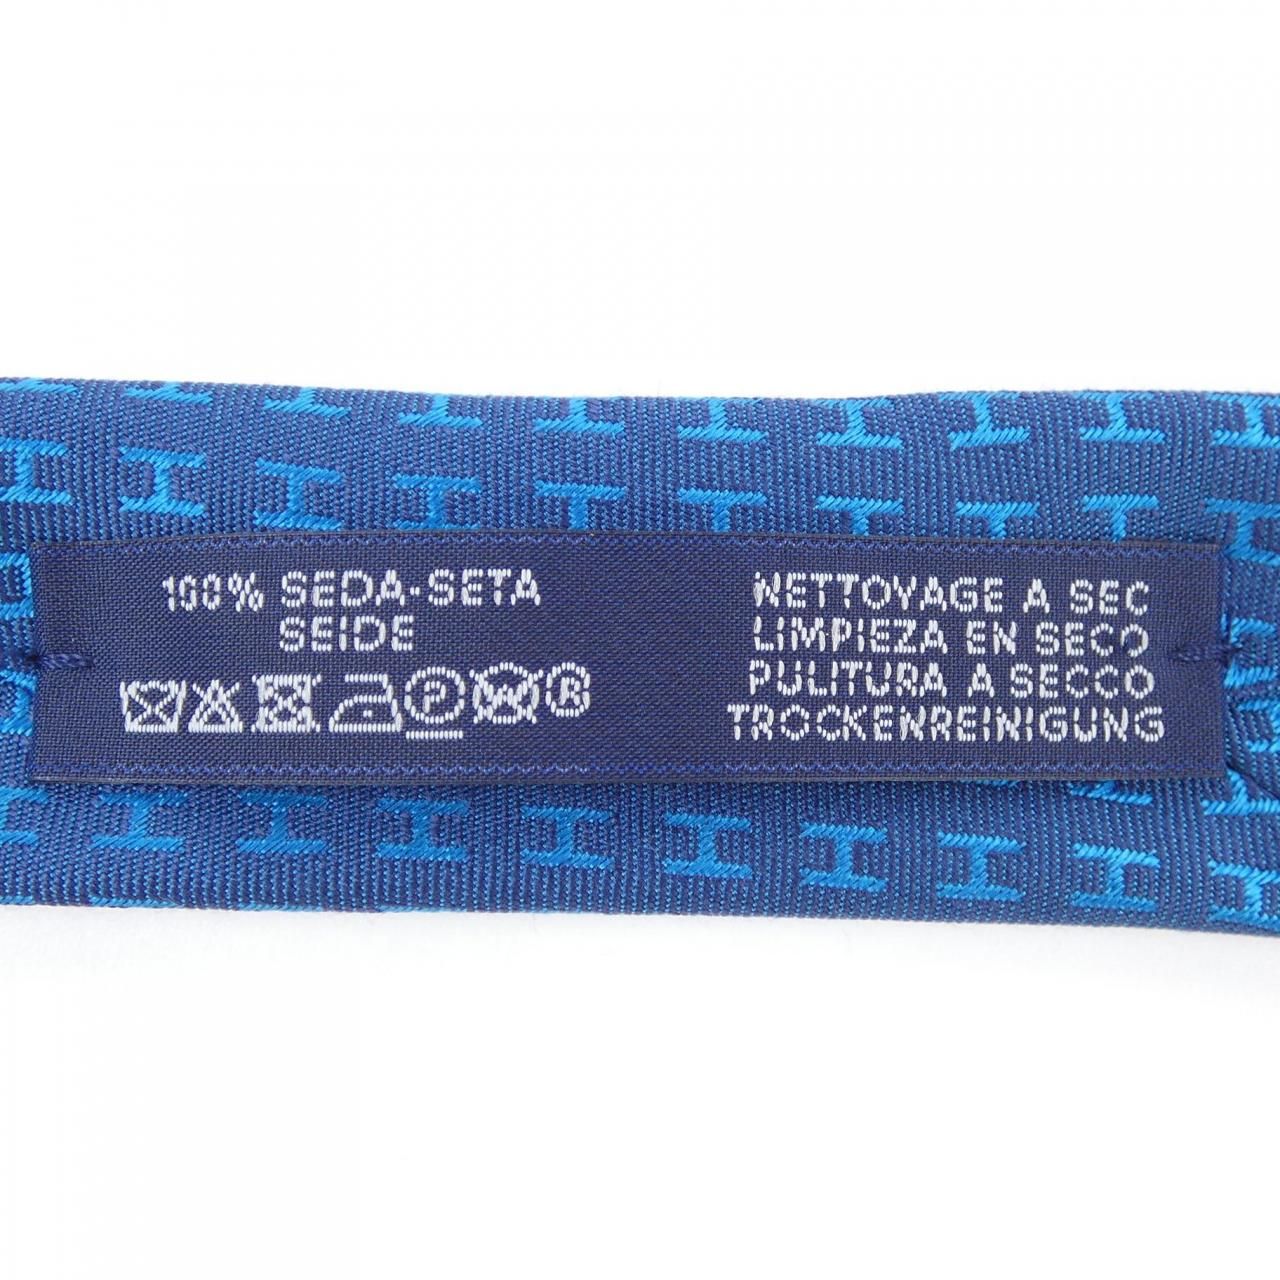 100% SEDA-SETA
SEIDE
P
R
NETTOYAGE A SEC
LIMPIEZA EN SECO
PULITURA A SECCO
TROCKENREINIGUNG